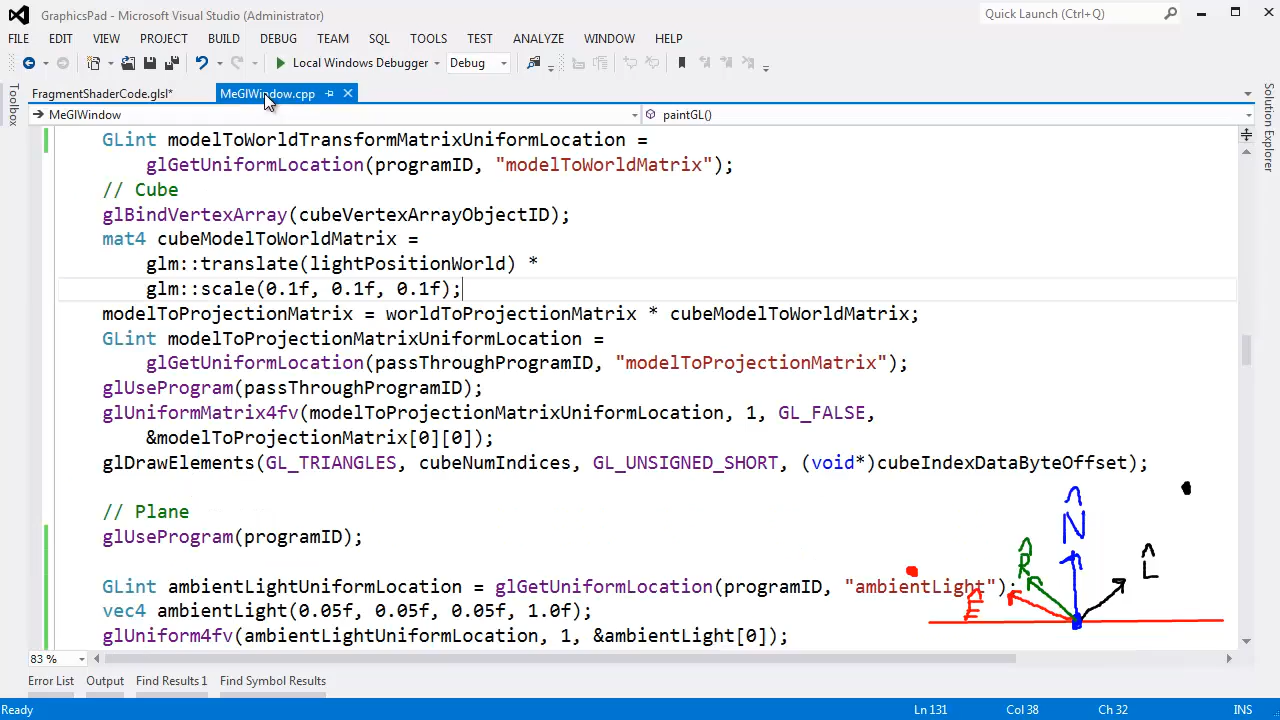 GraphicsPad - Microsoft Visual Studio (Administrator)
Quick Launch (Ctrl+Q)
FILE EDIT VIEW PROJECT BUILD DEBUG TEAM SQL TOOLS TEST ANALYZE WINDOW HELP
Local Windows Debugger Debug
Toolbox
Solution Explorer
FragmentShaderCode.glsl* MeGlWindow.cpp
MeGlWindow paintGL()
GLint modelToWorldTransformMatrixUniformLocation =
glGetUniformLocation(programID, "modelToWorldMatrix");
// Cube
glBindVertexArray(cubeVertexArrayObjectID);
mat4 cubeModelToWorldMatrix =
glm::translate(lightPositionWorld) *
glm::scale(0.1f, 0.1f, 0.1f);
modelToProjectionMatrix = worldToProjectionMatrix * cubeModelToWorldMatrix;
GLint modelToProjectionMatrixUniformLocation =
glGetUniformLocation(passThroughProgramID, "modelToProjectionMatrix");
glUseProgram(passThroughProgramID);
glUniformMatrix4fv(modelToProjectionMatrixUniformLocation, 1, GL_FALSE,
&modelToProjectionMatrix[0][0]);
glDrawElements(GL_TRIANGLES, cubeNumIndices, GL_UNSIGNED_SHORT, (void*)cubeIndexDataByteOffset);
// Plane
glUseProgram(programID);
GLint ambientLightUniformLocation = glGetUniformLocation(programID, "ambientLight");
vec4 ambientLight(0.05f, 0.05f, 0.05f, 1.0f);
glUniform4fv(ambientLightUniformLocation, 1, &ambientLight[0]);
N̂
R̂
L̂
Ê
83 %
Error List Output Find Results 1 Find Symbol Results
Ready Ln 131 Col 38 Ch 32 INS